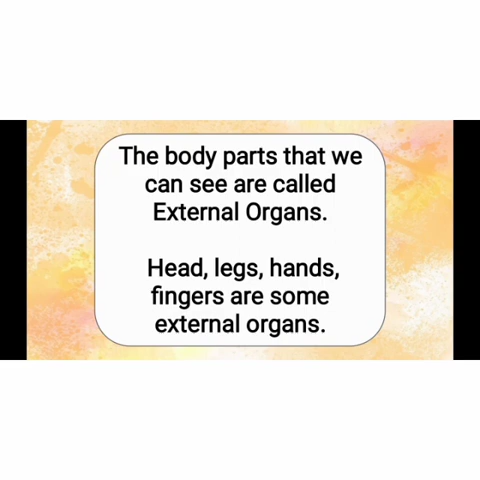 The body parts that we
can see are called
External Organs.
Head, legs, hands,
fingers are some
external organs.